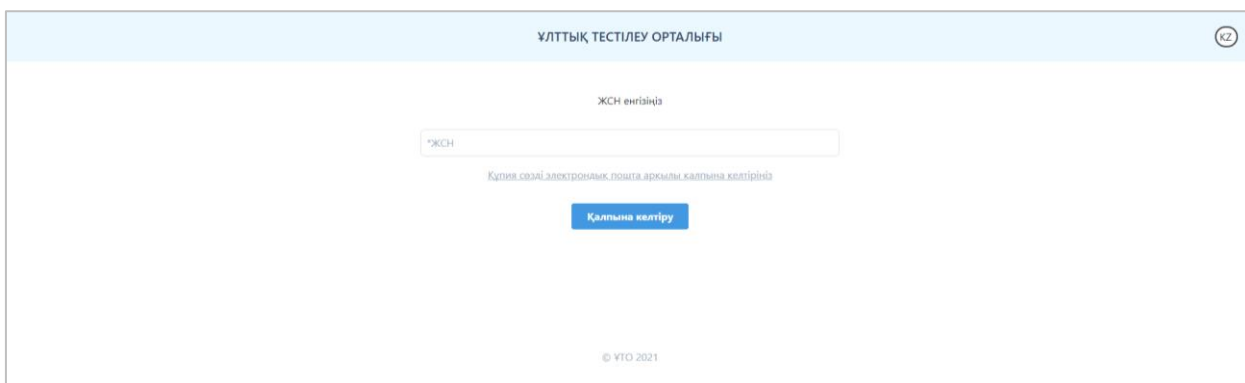 ҰЛТТЫҚ ТЕСТІЛЕУ ОРТАЛЫҒЫ
KZ
ЖСН енгізіңіз
*ЖСН
Құпия сөзді электрондық пошта арқылы қалпына келтіріңіз
Қалпына келтіру
© ҰТО 2021